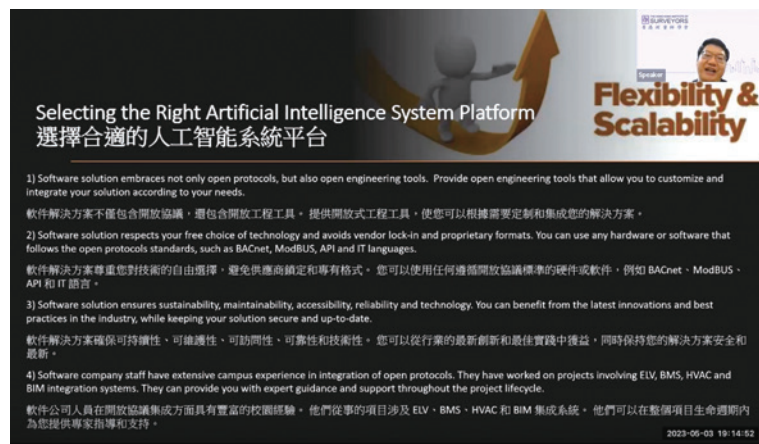 SURVEYORS
Speaker
Flexibility &
Scalability
Selecting the Right Artificial Intelligence System Platform
選擇合適的人工智能系統平台
1) Software solution embraces not only open protocols, but also open engineering tools. Provide open engineering tools that allow you to customize and
integrate your solution according to your needs.
軟件解決方案不僅包含開放協議，還包含開放工程工具。 提供開放式工程工具，使您可以根據需要定制和集成您的解決方案。
2) Software solution respects your free choice of technology and avoids vendor lock-in and proprietary formats. You can use any hardware or software that
follows the open protocols standards, such as BACnet, ModBUS, API and IT languages.
軟件解決方案尊重您對技術的自由選擇，避免供應商鎖定和專有格式。 您可以使用任何遵循開放協議標準的硬件或軟件，例如 BACnet、ModBUS、
API 和 IT 語言。
3) Software solution ensures sustainability, maintainability, accessibility, reliability and technology. You can benefit from the latest innovations and best
practices in the industry, while keeping your solution secure and up-to-date.
軟件解決方案確保可持續性、可維護性、可訪問性、可靠性和技術性。 您可以從行業的最新創新和最佳實踐中獲益，同時保持您的解決方案安全和
最新。
4) Software company staff have extensive campus experience in integration of open protocols. They have worked on projects involving ELV, BMS, HVAC and
BIM integration systems. They can provide you with expert guidance and support throughout the project lifecycle.
軟件公司人員在開放協議集成方面具有豐富的校園經驗。 他們從事的項目涉及 ELV、BMS、HVAC 和 BIM 集成系統。 他們可以在整個項目生命週期內
為您提供專家指導和支持。
2023-05-03 19:14:52